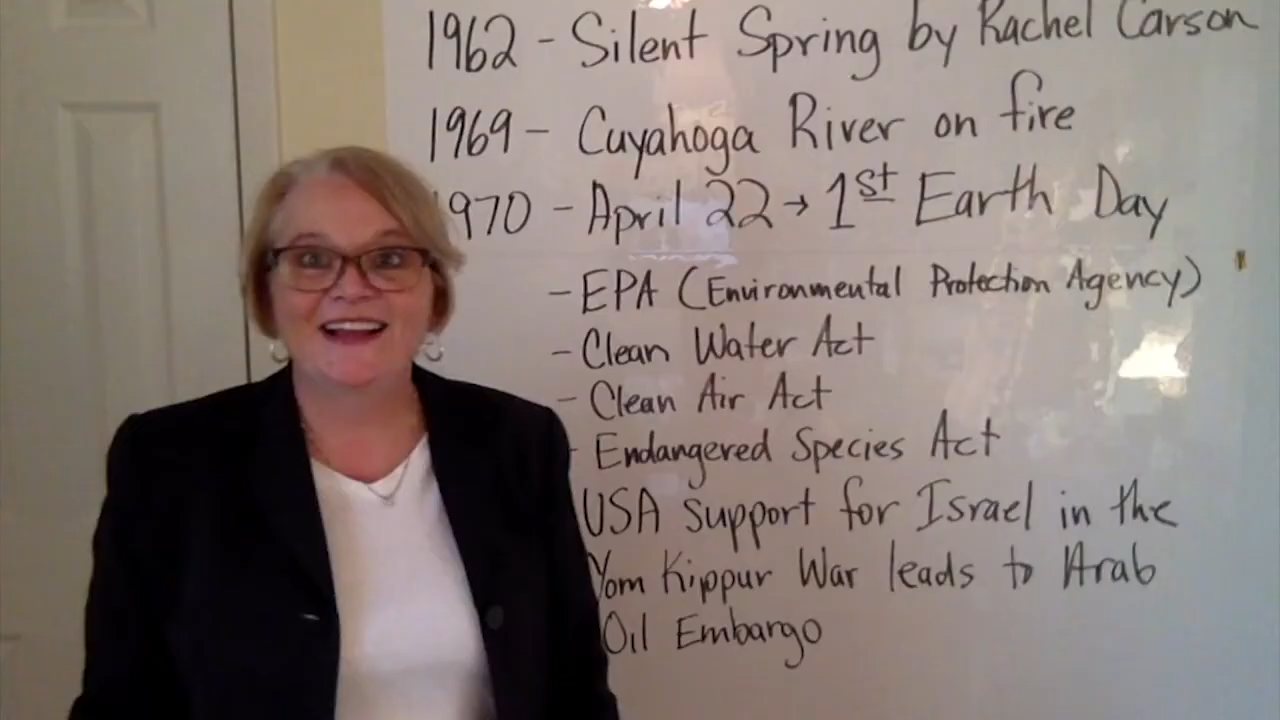 1962 - Silent Spring by Rachel Carson
1969 - Cuyahoga River on fire
1970 - April 22 → 1st Earth Day
- EPA (Environmental Protection Agency)
- Clean Water Act
- Clean Air Act
- Endangered Species Act
USA support for Israel in the
Yom Kippur War leads to Arab
Oil Embargo